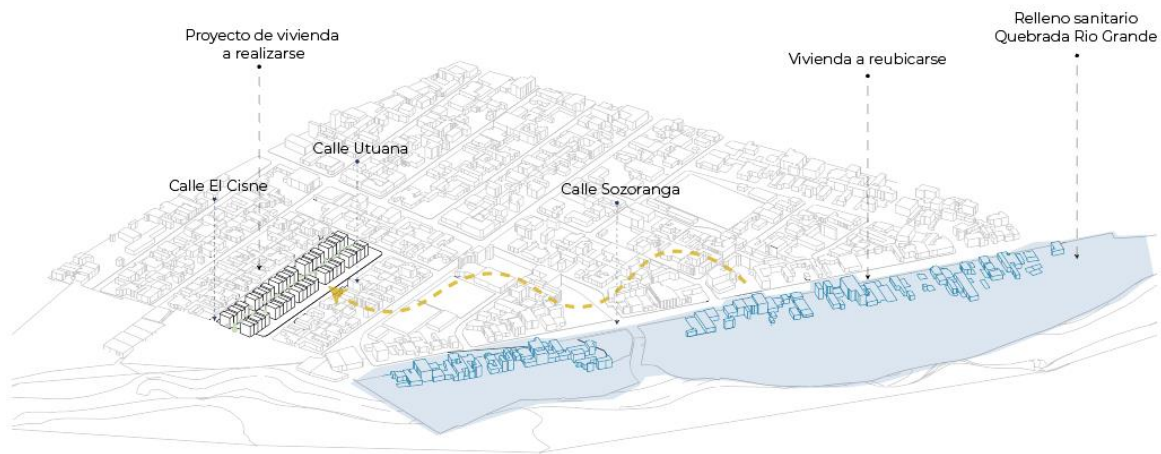 Relleno sanitario
Quebrada Rio Grande
Proyecto de vivienda
a realizarse
Vivienda a reubicarse
Calle Utuana
Calle El Cisne
Calle Sozoranga